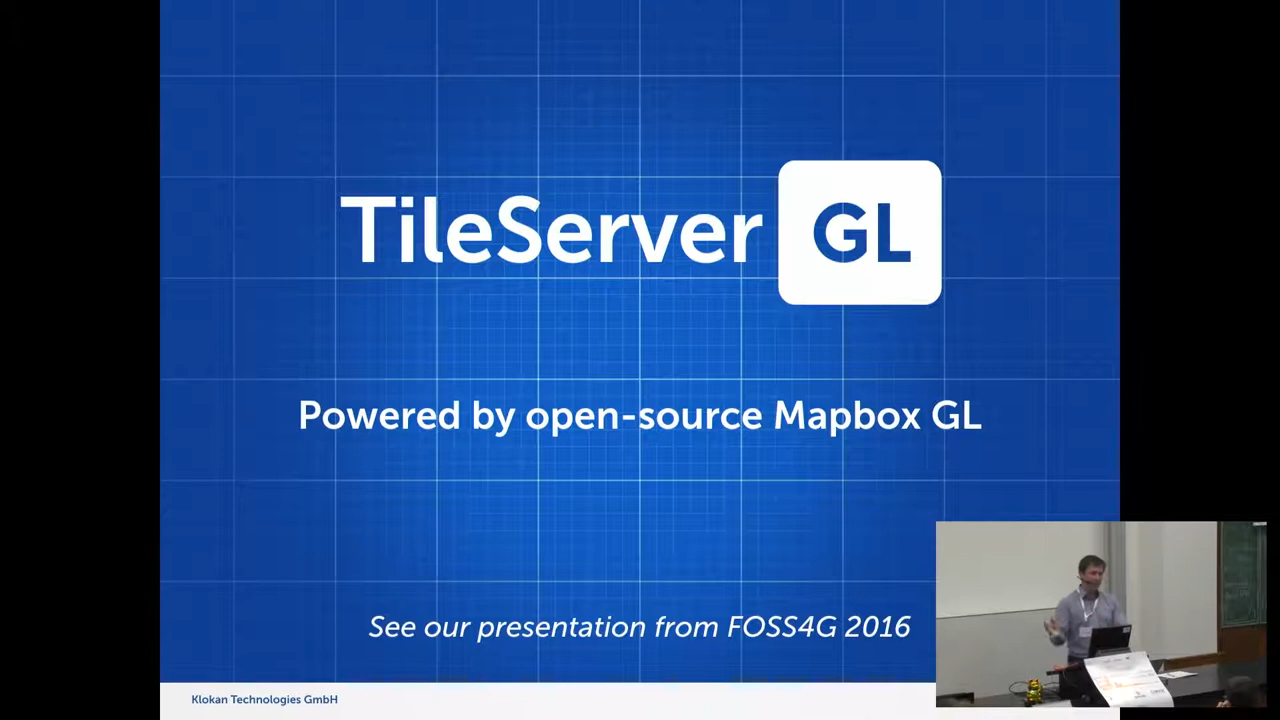 TileServer GL
Powered by open-source Mapbox GL
See our presentation from FOSS4G 2016
Klokan Technologies GmbH